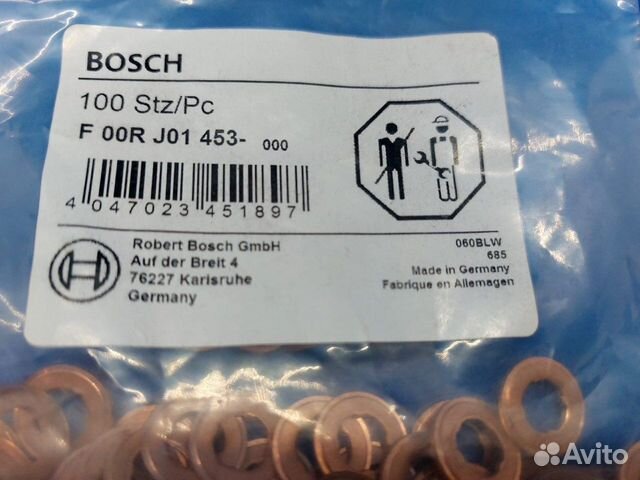 BOSCH
100 Stz/Pc
F 00R J01 453- 000
4 047023 451897
Robert Bosch GmbH
Auf der Breit 4
76227 Karlsruhe
Germany
060BLW
685
Made in Germany
Fabrique en Allemagen
Avito